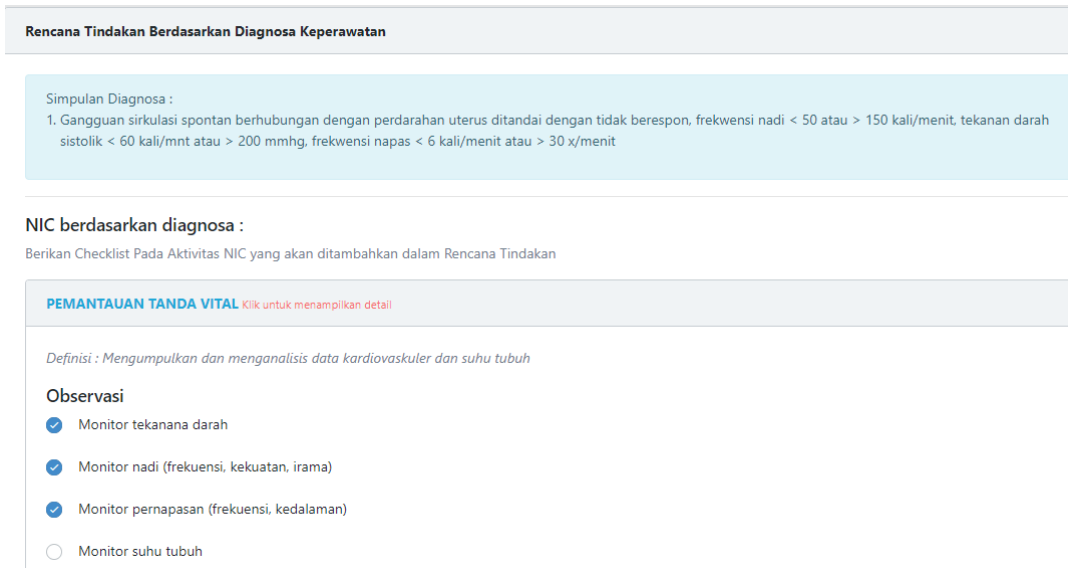 Rencana Tindakan Berdasarkan Diagnosa Keperawatan
Simpulan Diagnosa :
1. Gangguan sirkulasi spontan berhubungan dengan perdarahan uterus ditandai dengan tidak berespon, frekwensi nadi < 50 atau > 150 kali/menit, tekanan darah
sistolik < 60 kali/mnt atau > 200 mmhg, frekwensi napas < 6 kali/menit atau > 30 x/menit
NIC berdasarkan diagnosa :
Berikan Checklist Pada Aktivitas NIC yang akan ditambahkan dalam Rencana Tindakan
PEMANTAUAN TANDA VITAL Klik untuk menampilkan detail
Definisi : Mengumpulkan dan menganalisis data kardiovaskuler dan suhu tubuh
Observasi
Monitor tekanana darah
Monitor nadi (frekuensi, kekuatan, irama)
Monitor pernapasan (frekuensi, kedalaman)
Monitor suhu tubuh